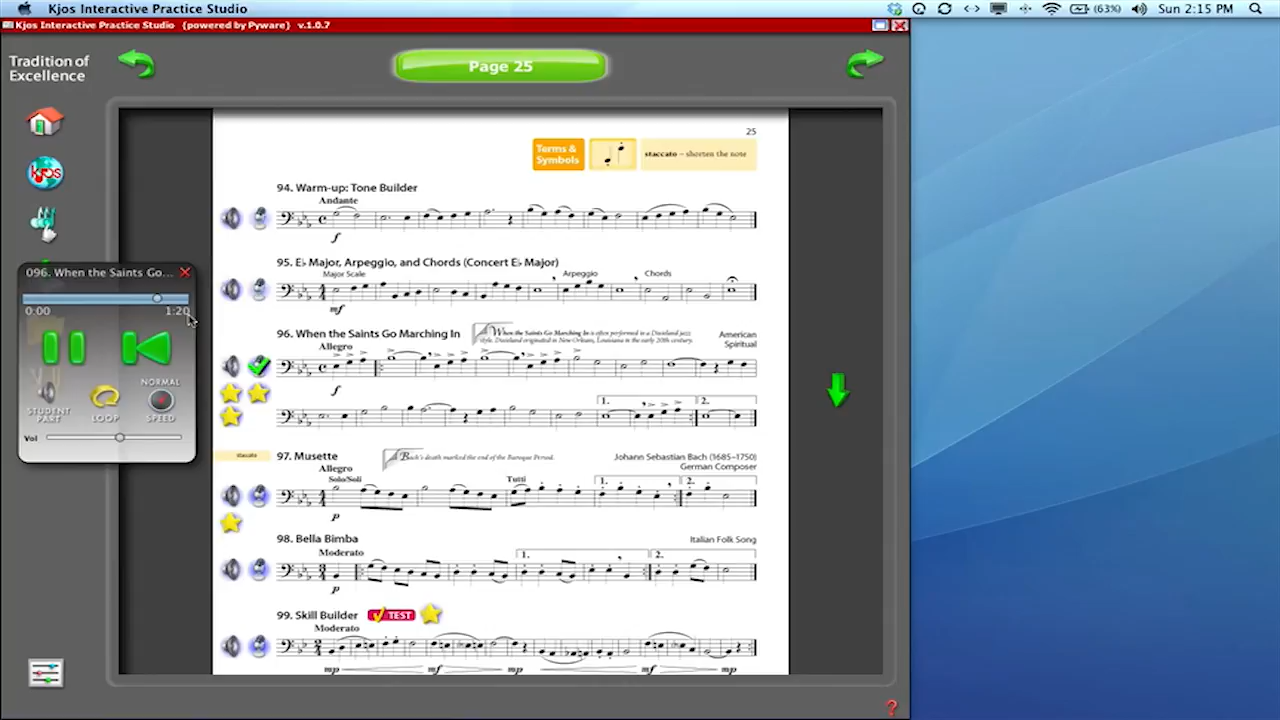 Kjos Interactive Practice Studio
(63%)
Sun 2:15 PM
Kjos Interactive Practice Studio (powered by Pyware) v.1.0.7
Tradition of
Excellence
Page 25
kjos
25
Terms &
Symbols
staccato – shorten the note
94. Warm-up: Tone Builder
Andante
f
95. E♭ Major, Arpeggio, and Chords (Concert E♭ Major)
Major Scale
Arpeggio
Chords
mf
096. When the Saints Go...
0:00
1:20
STUDENT
PART
LOOP
NORMAL
SPEED
Vol
96. When the Saints Go Marching In
When the Saints Go Marching In is often performed in a Dixieland jazz
style. Dixieland originated in New Orleans, Louisiana in the early 20th century.
American
Spiritual
Allegro
f
1.
2.
staccato
97. Musette
Bach's death marked the end of the Baroque Period.
Johann Sebastian Bach (1685–1750)
German Composer
Allegro
Solo/Soli
Tutti
1.
2.
p
98. Bella Bimba
Italian Folk Song
Moderato
1.
2.
p
99. Skill Builder
TEST
Moderato
mp
mf
mp
mf
mp
?